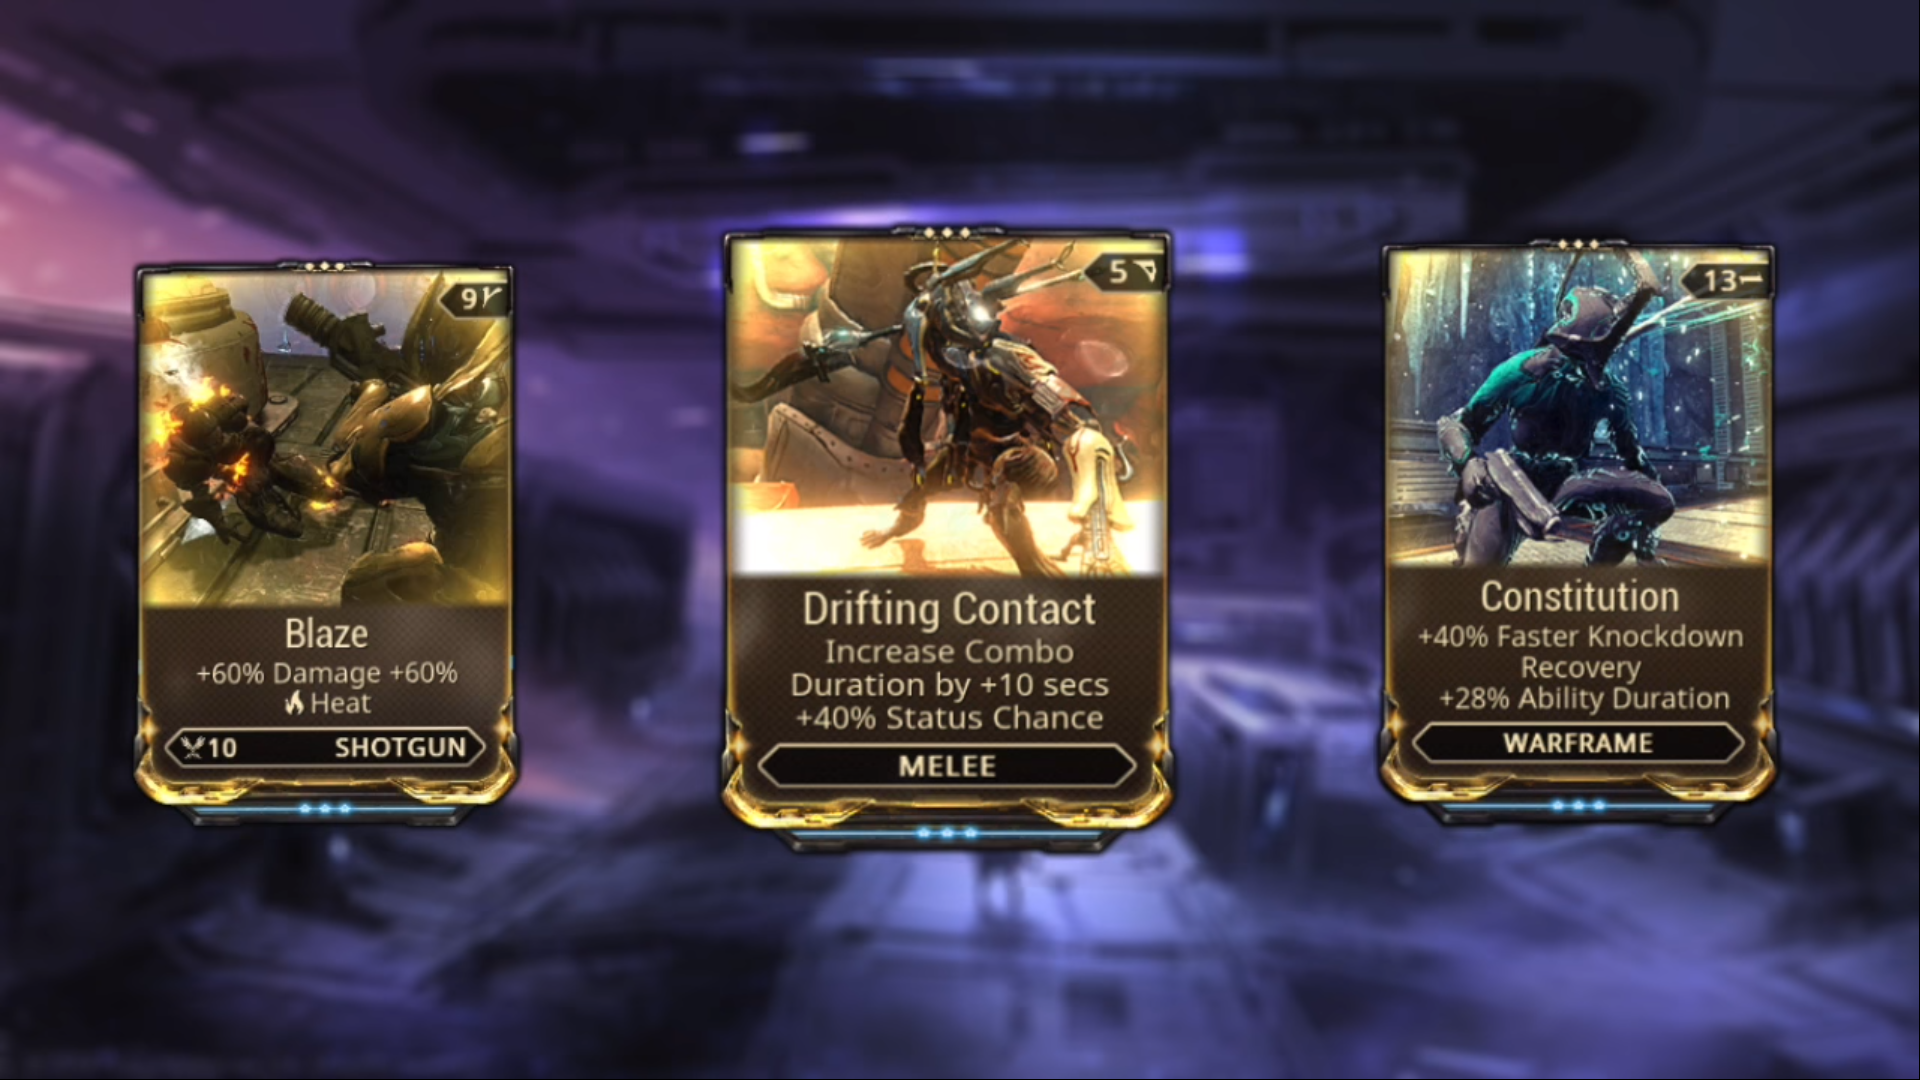 9
Blaze
+60% Damage +60%
Heat
10 SHOTGUN
5
Drifting Contact
Increase Combo
Duration by +10 secs
+40% Status Chance
MELEE
13
Constitution
+40% Faster Knockdown
Recovery
+28% Ability Duration
WARFRAME